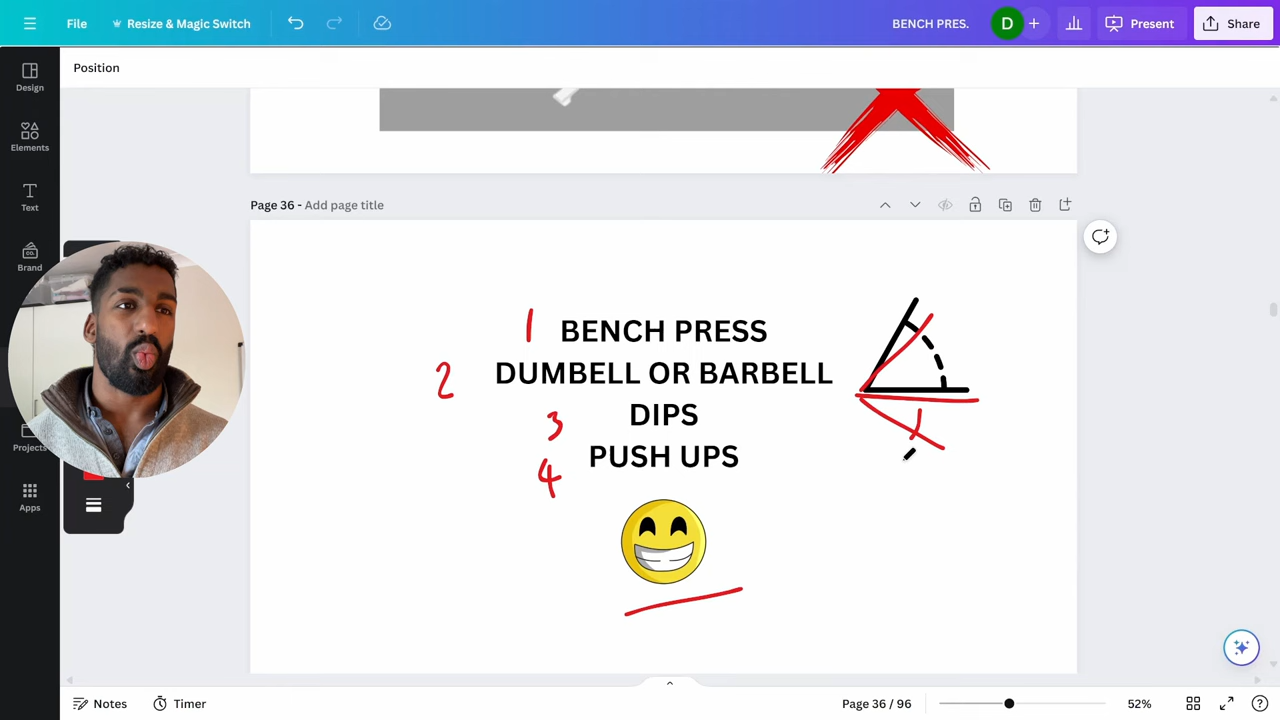 File
Resize & Magic Switch
BENCH PRES.
D
Present
Share
Position
Design
Elements
Text
Brand
Projects
Apps
Page 36 - Add page title
1 BENCH PRESS
2 DUMBELL OR BARBELL
3 DIPS
4 PUSH UPS
Notes
Timer
Page 36 / 96
52%